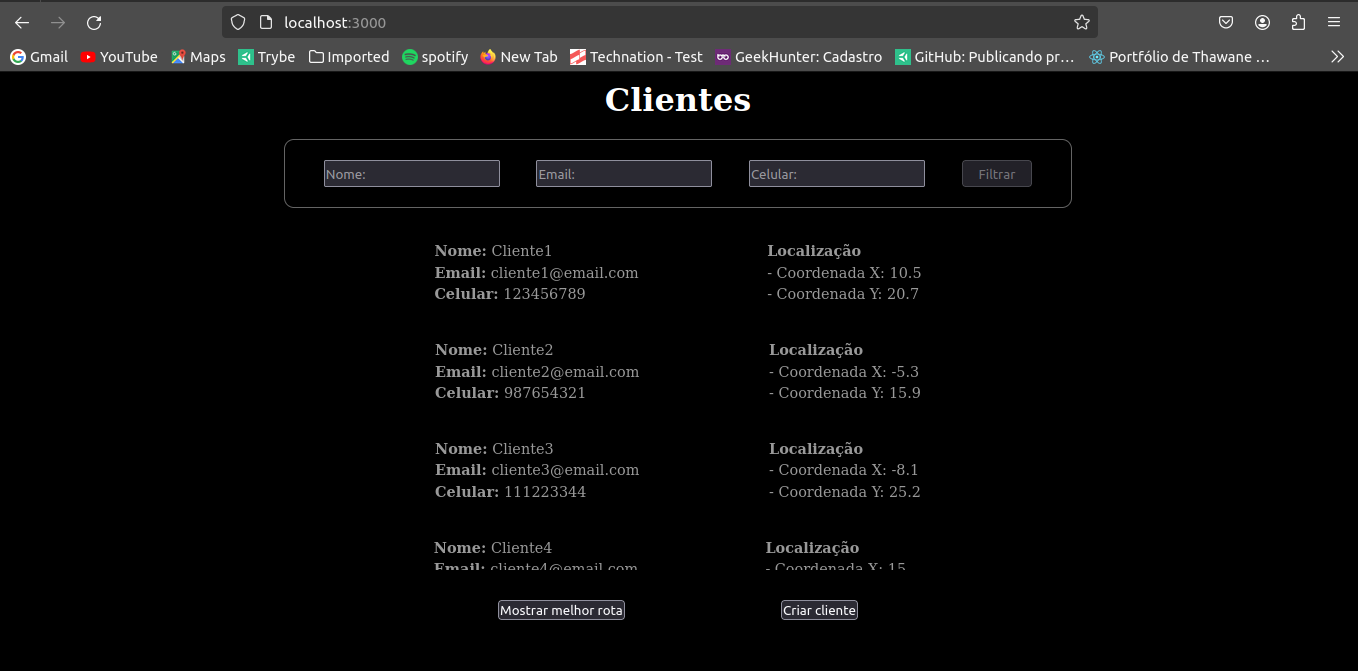 localhost:3000
Gmail YouTube Maps Trybe Imported spotify New Tab Technation - Test GeekHunter: Cadastro GitHub: Publicando pr… Portfólio de Thawane …
Clientes
Nome: Email: Celular: Filtrar
Nome: Cliente1 Localização
Email: cliente1@email.com - Coordenada X: 10.5
Celular: 123456789 - Coordenada Y: 20.7
Nome: Cliente2 Localização
Email: cliente2@email.com - Coordenada X: -5.3
Celular: 987654321 - Coordenada Y: 15.9
Nome: Cliente3 Localização
Email: cliente3@email.com - Coordenada X: -8.1
Celular: 111223344 - Coordenada Y: 25.2
Nome: Cliente4 Localização
Email: cliente4@email.com - Coordenada X: 15
Mostrar melhor rota Criar cliente